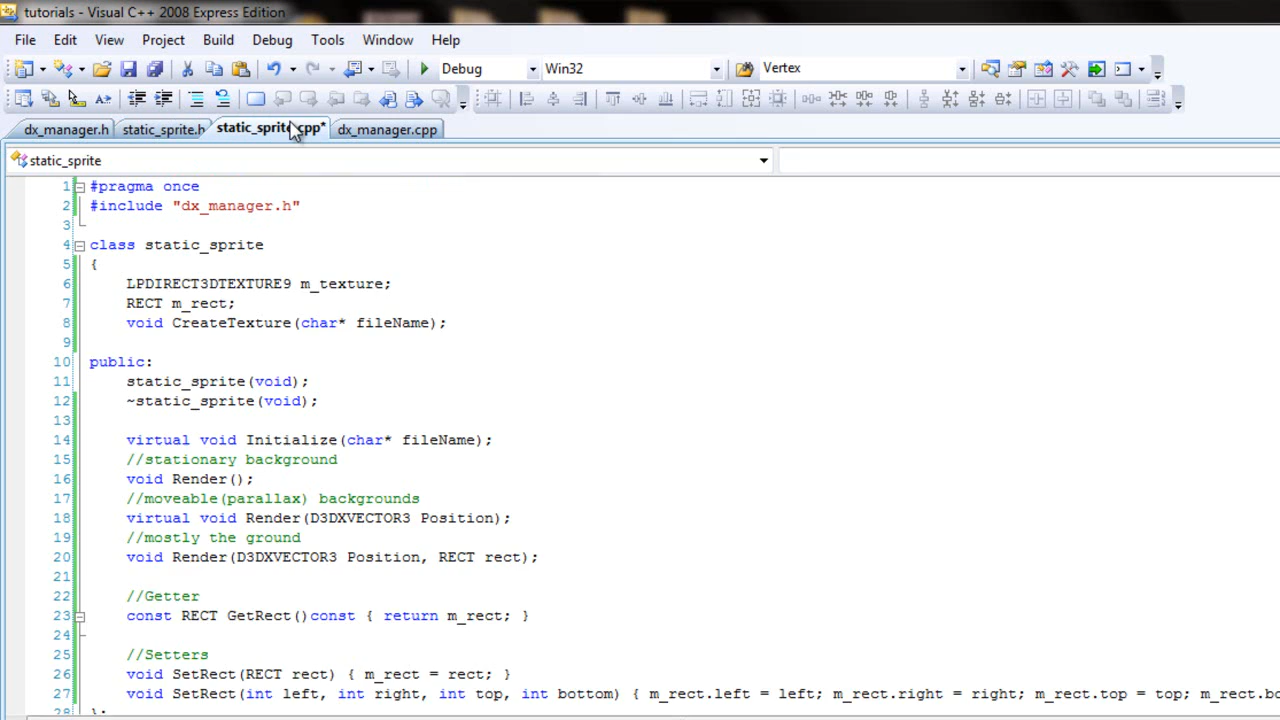 tutorials - Visual C++ 2008 Express Edition
File Edit View Project Build Debug Tools Window Help
Debug Win32 Vertex
dx_manager.h static_sprite.h static_sprite.cpp* dx_manager.cpp
static_sprite
1 #pragma once
2 #include "dx_manager.h"
3
4 class static_sprite
5 {
6 LPDIRECT3DTEXTURE9 m_texture;
7 RECT m_rect;
8 void CreateTexture(char* fileName);
9
10 public:
11 static_sprite(void);
12 ~static_sprite(void);
13
14 virtual void Initialize(char* fileName);
15 //stationary background
16 void Render();
17 //moveable(parallax) backgrounds
18 virtual void Render(D3DXVECTOR3 Position);
19 //mostly the ground
20 void Render(D3DXVECTOR3 Position, RECT rect);
21
22 //Getter
23 const RECT GetRect()const { return m_rect; }
24
25 //Setters
26 void SetRect(RECT rect) { m_rect = rect; }
27 void SetRect(int left, int right, int top, int bottom) { m_rect.left = left; m_rect.right = right; m_rect.top = top; m_rect.bo
28 };